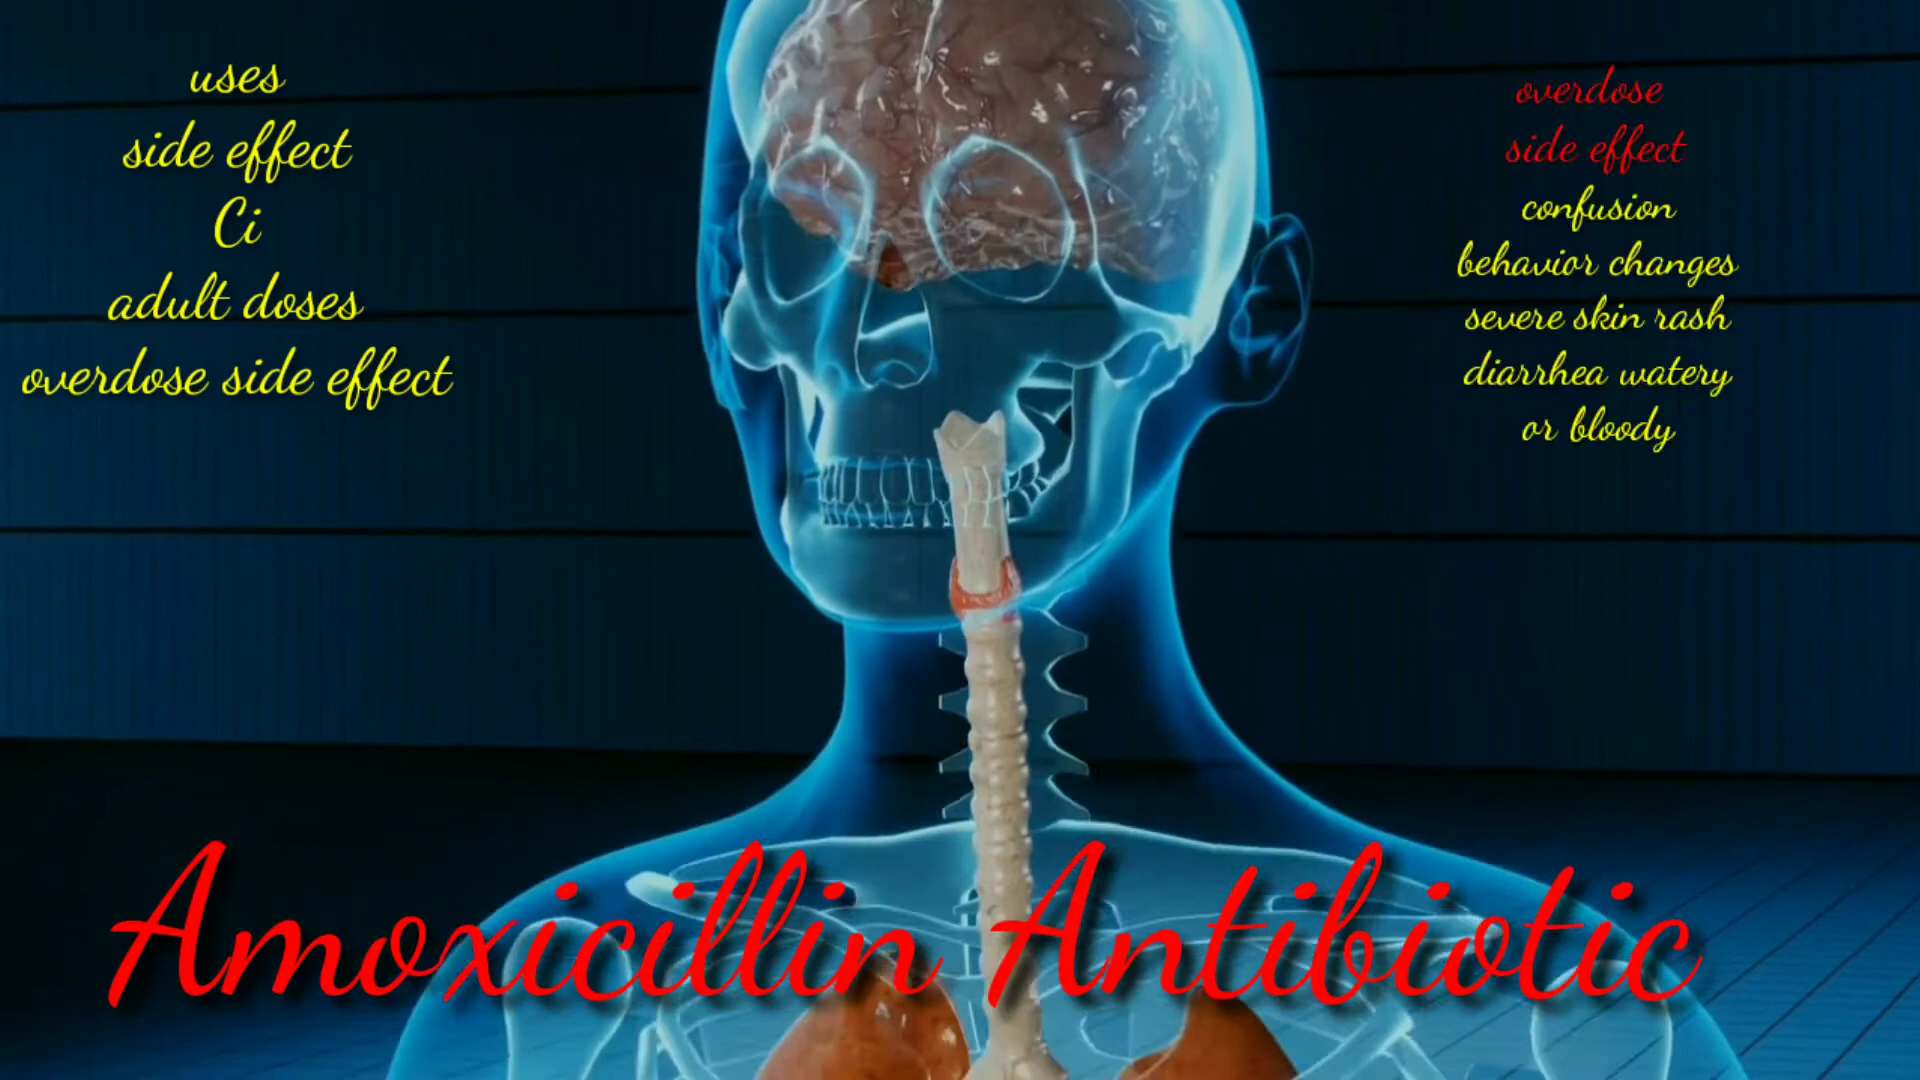 uses
side effect
Ci
adult doses
overdose side effect
overdose
side effect
confusion
behavior changes
severe skin rash
diarrhea watery
or bloody
Amoxicillin Antibiotic